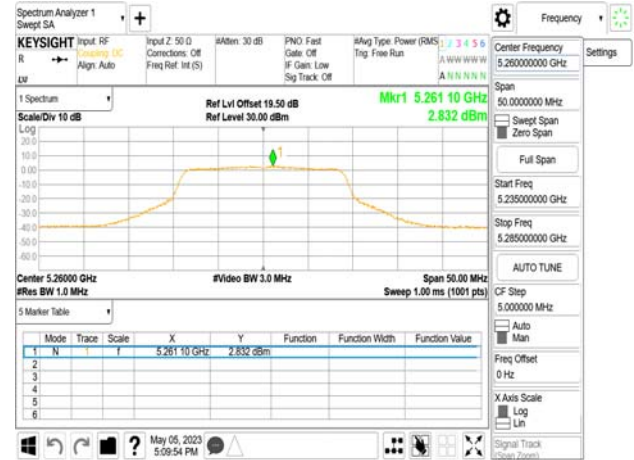 Spectrum Analyzer 1
Swept SA
+
Frequency
KEYSIGHT
R
Input: RF
Coupling: DC
Align: Auto
Input Z: 50 Ω
Corrections: Off
Freq Ref: Int (S)
#Atten: 30 dB
PNO: Fast
Gate: Off
IF Gain: Low
Sig Track: Off
#Avg Type: Power (RMS
Trig: Free Run
1 2 3 4 5 6
A W W W W W
A N N N N N
1 Spectrum
Scale/Div 10 dB
Ref Lvl Offset 19.50 dB
Ref Level 30.00 dBm
Mkr1 5.261 10 GHz
2.832 dBm
Log
20.0
10.0
0.00
-10.0
-20.0
-30.0
-40.0
-50.0
-60.0
1
Center 5.26000 GHz
#Res BW 1.0 MHz
#Video BW 3.0 MHz
Span 50.00 MHz
Sweep 1.00 ms (1001 pts)
5 Marker Table
Mode Trace Scale X Y Function Function Width Function Value
1 N 1 f 5.261 10 GHz 2.832 dBm
2
3
4
5
6
May 05, 2023
5:09:54 PM
?
Center Frequency
5.260000000 GHz
Settings
Span
50.0000000 MHz
Swept Span
Zero Span
Full Span
Start Freq
5.235000000 GHz
Stop Freq
5.285000000 GHz
AUTO TUNE
CF Step
5.000000 MHz
Auto
Man
Freq Offset
0 Hz
X Axis Scale
Log
Lin
Signal Track
(Span Zoom)